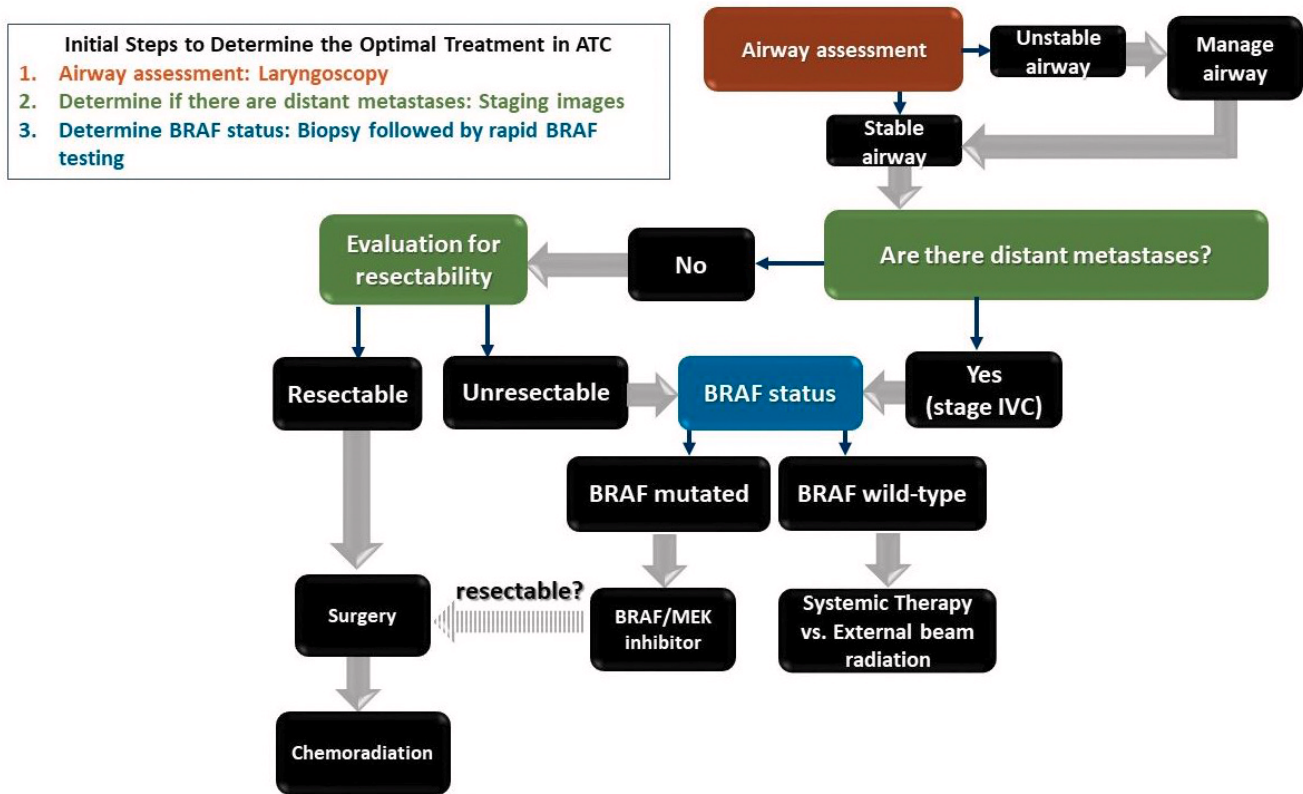 Initial Steps to Determine the Optimal Treatment in ATC
1. Airway assessment: Laryngoscopy
2. Determine if there are distant metastases: Staging images
3. Determine BRAF status: Biopsy followed by rapid BRAF
testing
Airway assessment
Unstable
airway
Manage
airway
Stable
airway
Are there distant metastases?
No
Evaluation for
resectability
Resectable
Unresectable
BRAF status
Yes
(stage IVC)
BRAF mutated
BRAF wild-type
Surgery
resectable?
BRAF/MEK
inhibitor
Systemic Therapy
vs. External beam
radiation
Chemoradiation